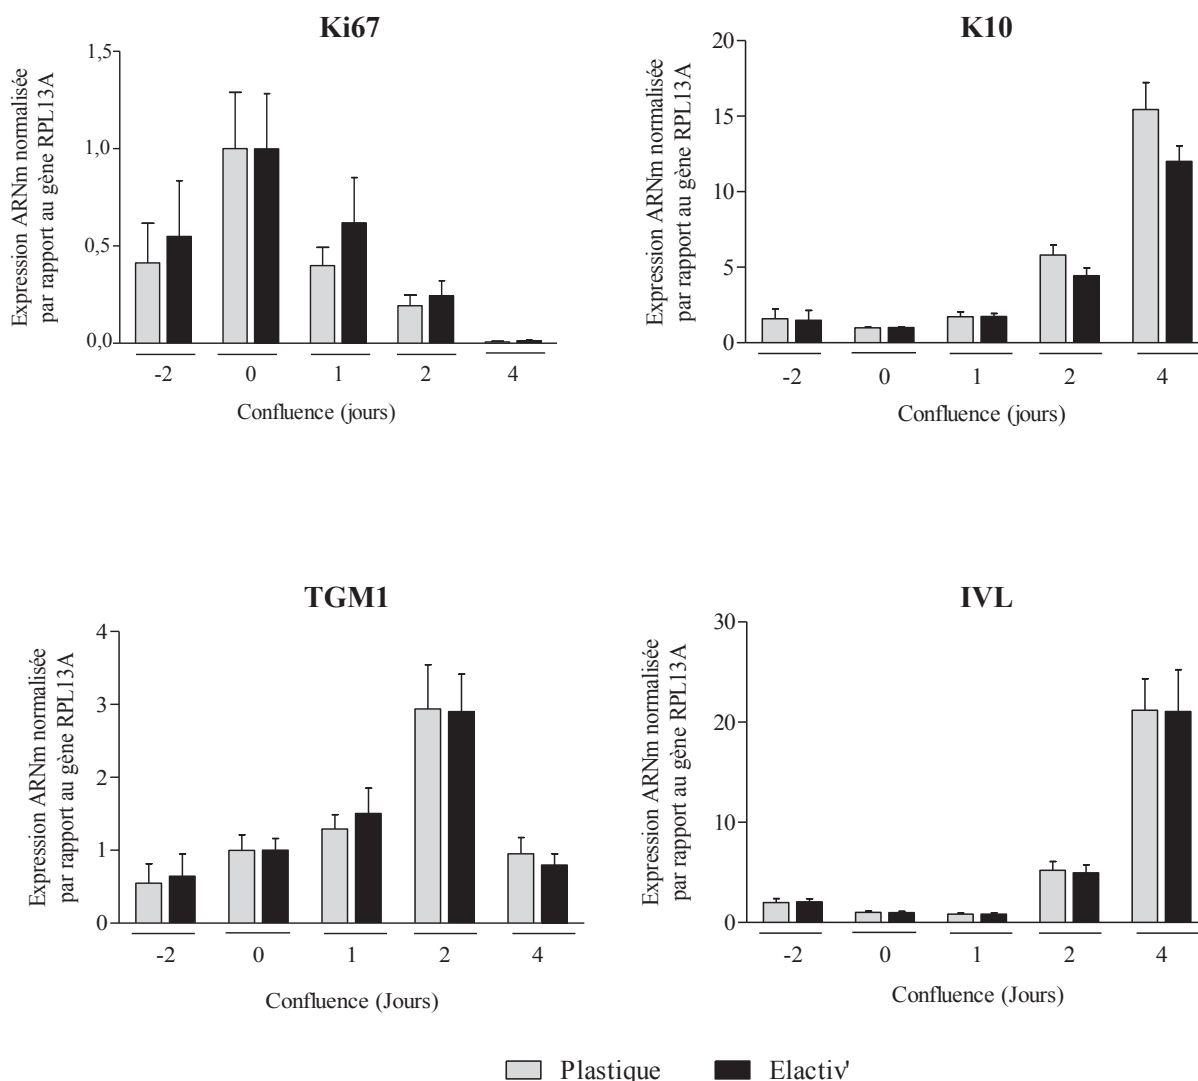 Ki67
Expression ARNm normalisée
par rapport au gène RPL13A
1,5
1,0
0,5
0,0
-2 0 1 2 4
Confluence (jours)
K10
Expression ARNm normalisée
par rapport au gène RPL13A
20
15
10
5
0
-2 0 1 2 4
Confluence (jours)
TGM1
Expression ARNm normalisée
par rapport au gène RPL13A
4
3
2
1
0
-2 0 1 2 4
Confluence (Jours)
IVL
Expression ARNm normalisée
par rapport au gène RPL13A
30
20
10
0
-2 0 1 2 4
Confluence (Jours)
Plastique Elactiv'